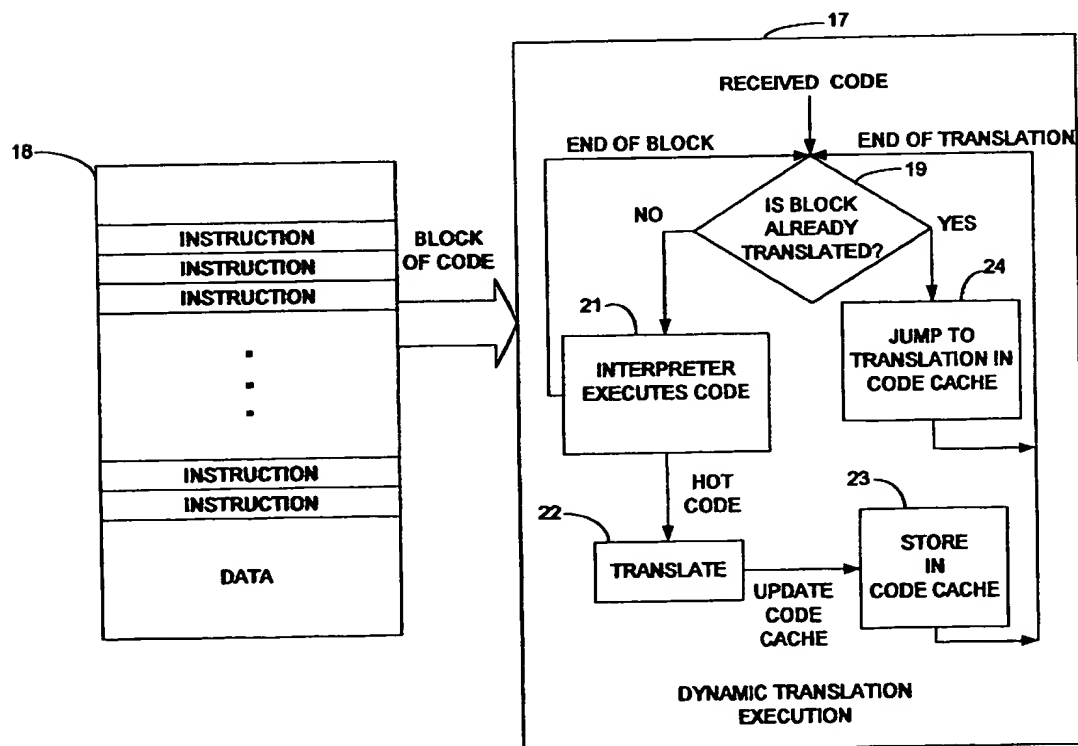 17
RECEIVED CODE
18
END OF BLOCK
END OF TRANSLATION
19
IS BLOCK
ALREADY
TRANSLATED?
NO
YES
INSTRUCTION
INSTRUCTION
INSTRUCTION
BLOCK
OF CODE
21
INTERPRETER
EXECUTES CODE
24
JUMP TO
TRANSLATION IN
CODE CACHE
INSTRUCTION
INSTRUCTION
DATA
HOT
CODE
22
TRANSLATE
UPDATE
CODE
CACHE
23
STORE
IN
CODE CACHE
DYNAMIC TRANSLATION
EXECUTION